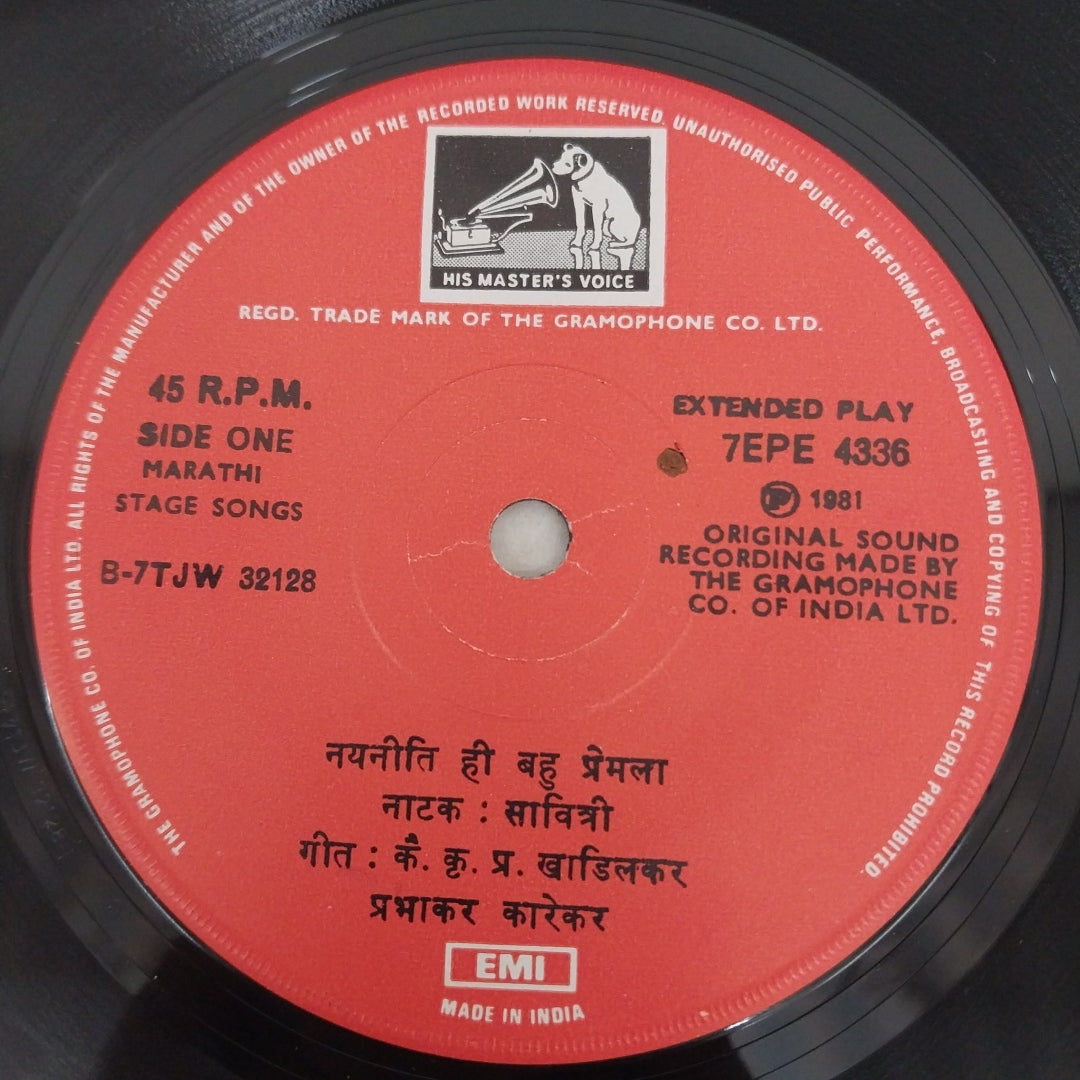 THE GRAMOPHONE CO. OF INDIA LTD. ALL RIGHTS OF THE MANUFACTURER AND OF THE OWNER OF THE RECORDED WORK RESERVED. UNAUTHORISED PUBLIC PERFORMANCE, BROADCASTING AND COPYING OF THIS RECORD PROHIBITED.
HIS MASTER'S VOICE
REGD. TRADE MARK OF THE GRAMOPHONE CO. LTD.
45 R.P.M.
SIDE ONE
MARATHI
STAGE SONGS
B-7TJW 32128
EXTENDED PLAY
7EPE 4336
Ⓟ 1981
ORIGINAL SOUND
RECORDING MADE BY
THE GRAMOPHONE
CO. OF INDIA LTD.
नयनीति ही बहु प्रेमला
नाटक : सावित्री
गीत : कै. कृ. प्र. खाडिलकर
प्रभाकर कारेकर
EMI
MADE IN INDIA